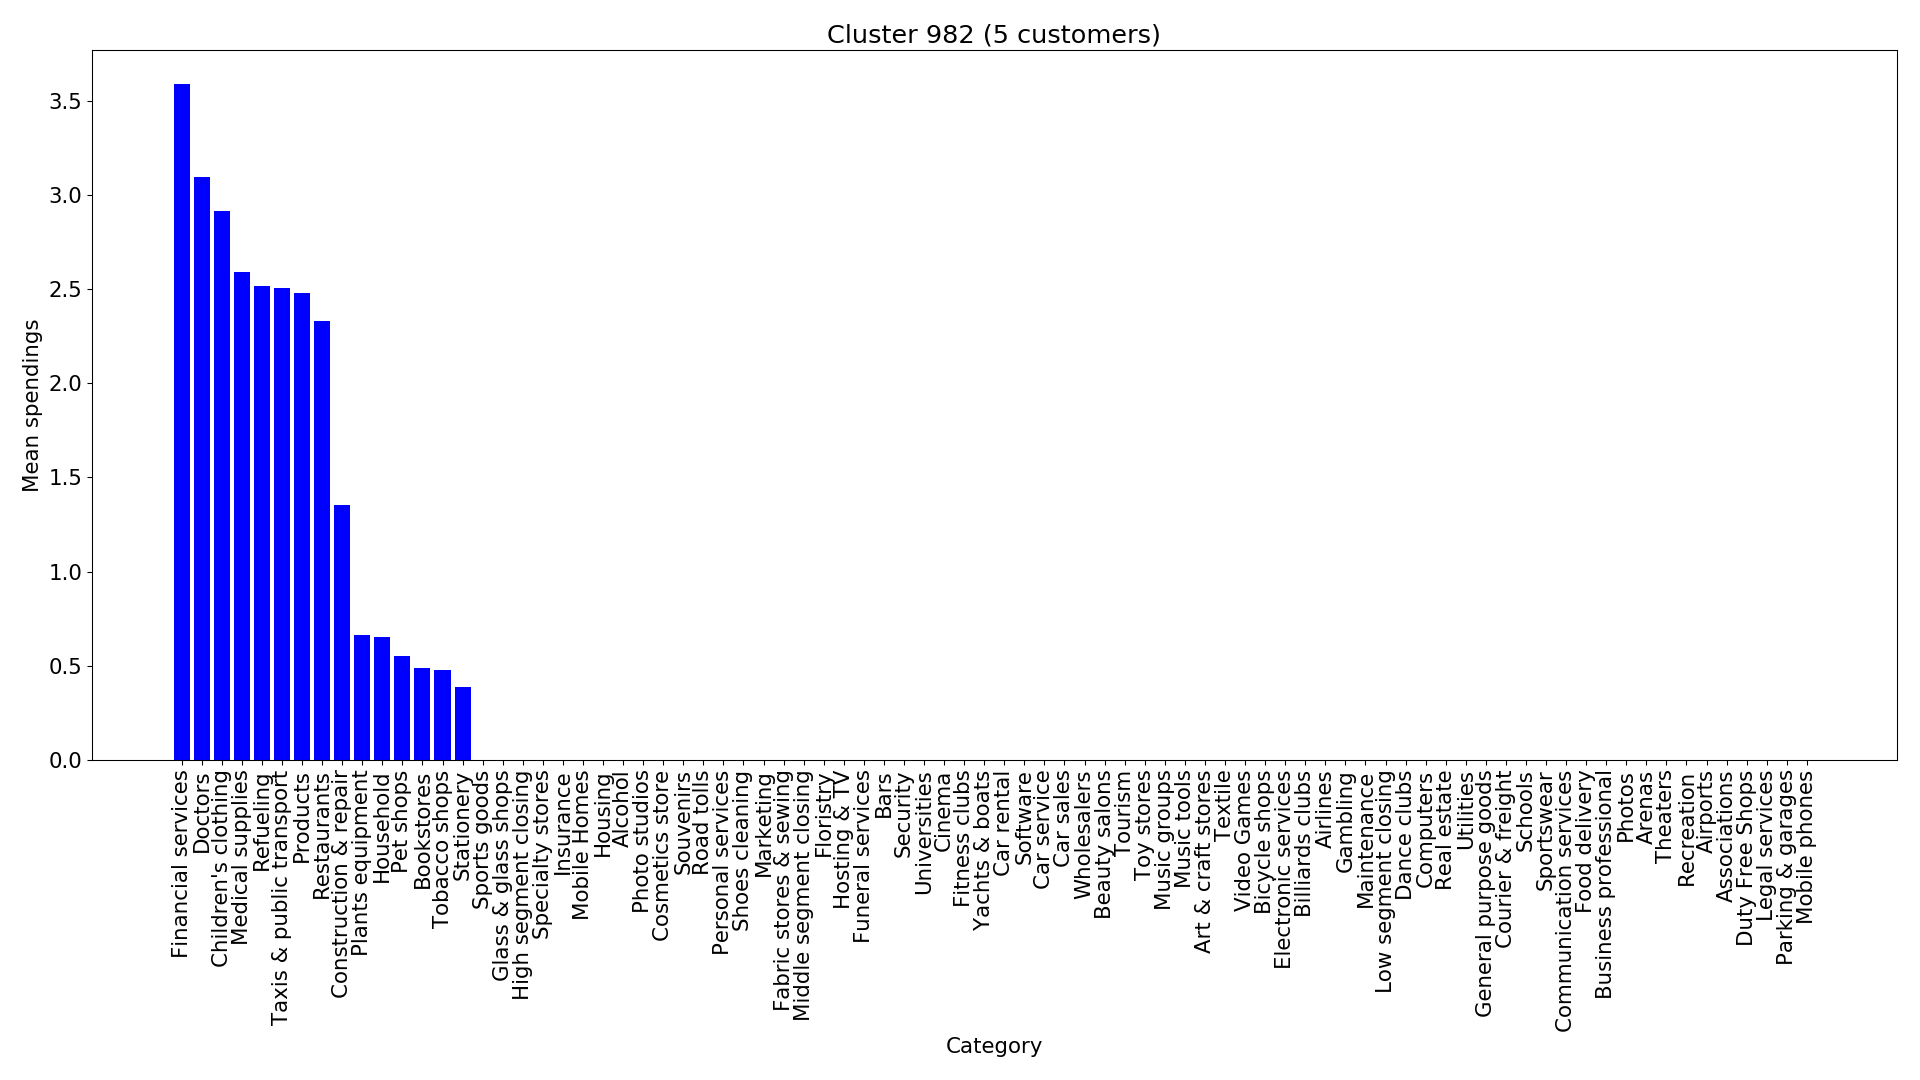 Cluster 982 (5 customers)
Mean spendings
3.5
3.0
2.5
2.0
1.5
1.0
0.5
0.0
Financial services
Doctors
Children's clothing
Medical supplies
Refueling
Taxis & public transport
Products
Restaurants
Construction & repair
Plants equipment
Household
Pet shops
Bookstores
Tobacco shops
Stationery
Sports goods
Glass & glass shops
High segment closing
Specialty stores
Insurance
Mobile Homes
Housing
Alcohol
Photo studios
Cosmetics store
Souvenirs
Road tolls
Personal services
Shoes cleaning
Marketing
Fabric stores & sewing
Middle segment closing
Floristry
Hosting & TV
Funeral services
Bars
Security
Universities
Cinema
Fitness clubs
Yachts & boats
Car rental
Software
Car service
Car sales
Wholesalers
Beauty salons
Tourism
Toy stores
Music groups
Music tools
Art & craft stores
Textile
Video Games
Bicycle shops
Electronic services
Billiards clubs
Airlines
Gambling
Maintenance
Low segment closing
Dance clubs
Computers
Real estate
Utilities
General purpose goods
Courier & freight
Schools
Sportswear
Communication services
Food delivery
Business professional
Photos
Arenas
Theaters
Recreation
Airports
Associations
Duty Free Shops
Legal services
Parking & garages
Mobile phones
Category